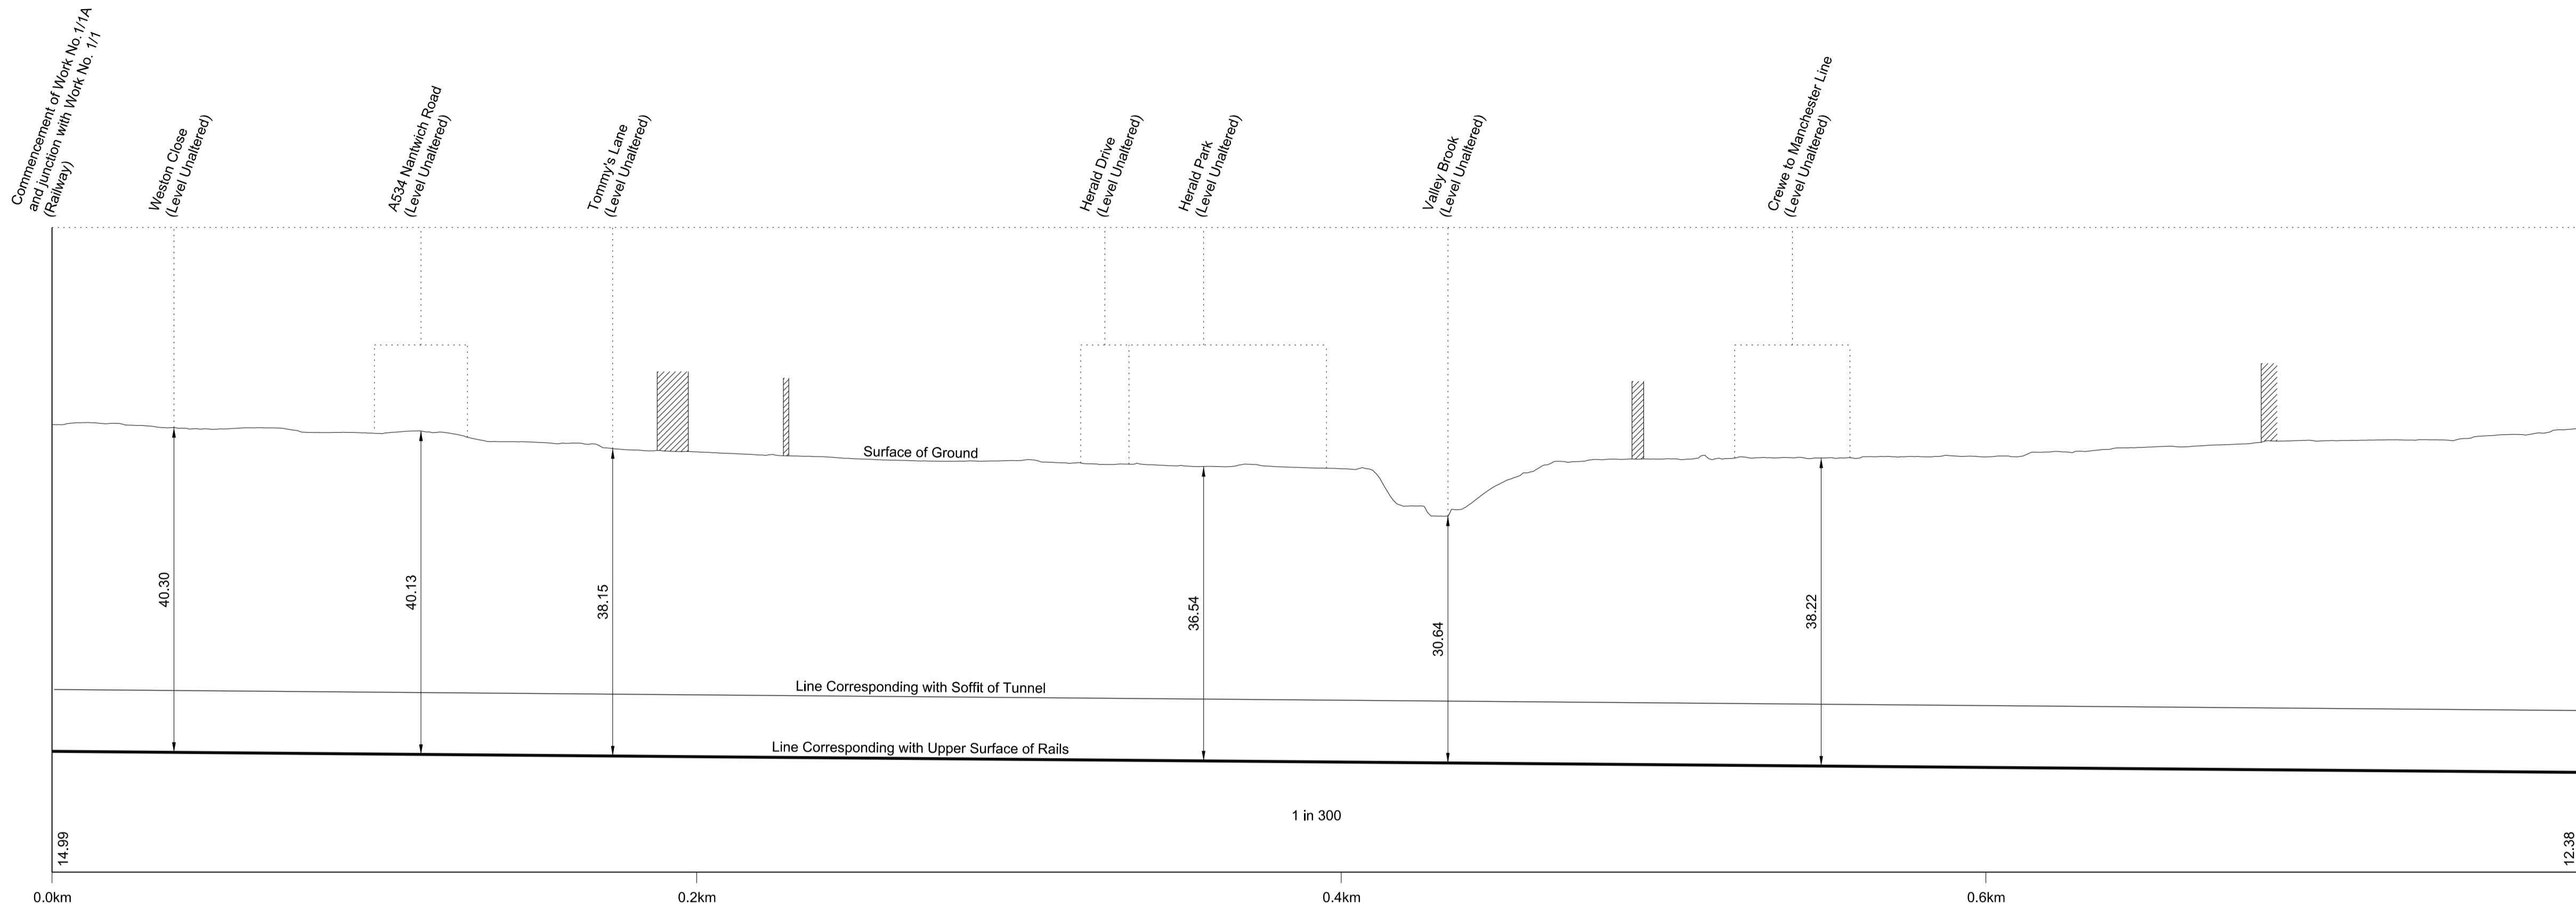 Commencement of Work No.1/1A
and junction with Work No. 1/1
(Railway)
Weston Close
(Level Unaltered)
A534 Nantwich Road
(Level Unaltered)
Tommy's Lane
(Level Unaltered)
Herald Drive
(Level Unaltered)
Herald Park
(Level Unaltered)
Valley Brook
(Level Unaltered)
Crewe to Manchester Line
(Level Unaltered)
Surface of Ground
40.30
40.13
38.15
36.54
30.64
38.22
Line Corresponding with Soffit of Tunnel
Line Corresponding with Upper Surface of Rails
1 in 300
14.99
12.38
0.0km
0.2km
0.4km
0.6km